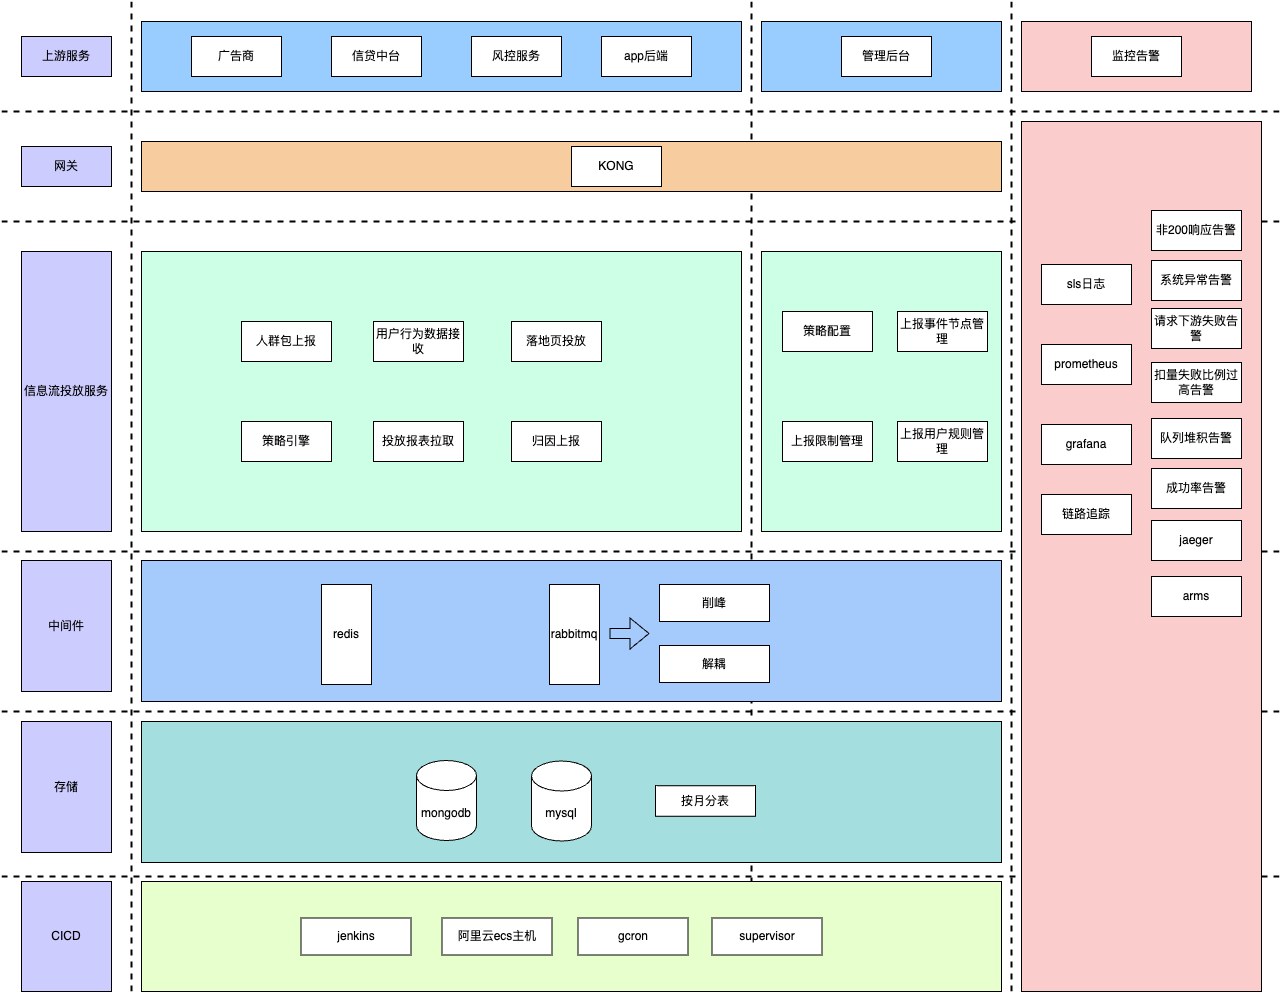 上游服务
广告商
信贷中台
风控服务
app后端
管理后台
监控告警
网关
KONG
信息流投放服务
人群包上报
用户行为数据接
收
落地页投放
策略引擎
投放报表拉取
归因上报
策略配置
上报事件节点管
理
上报限制管理
上报用户规则管
理
sls日志
prometheus
grafana
链路追踪
非200响应告警
系统异常告警
请求下游失败告
警
扣量失败比例过
高告警
队列堆积告警
成功率告警
jaeger
arms
中间件
redis
rabbitmq
削峰
解耦
存储
mongodb
mysql
按月分表
CICD
jenkins
阿里云ecs主机
gcron
supervisor